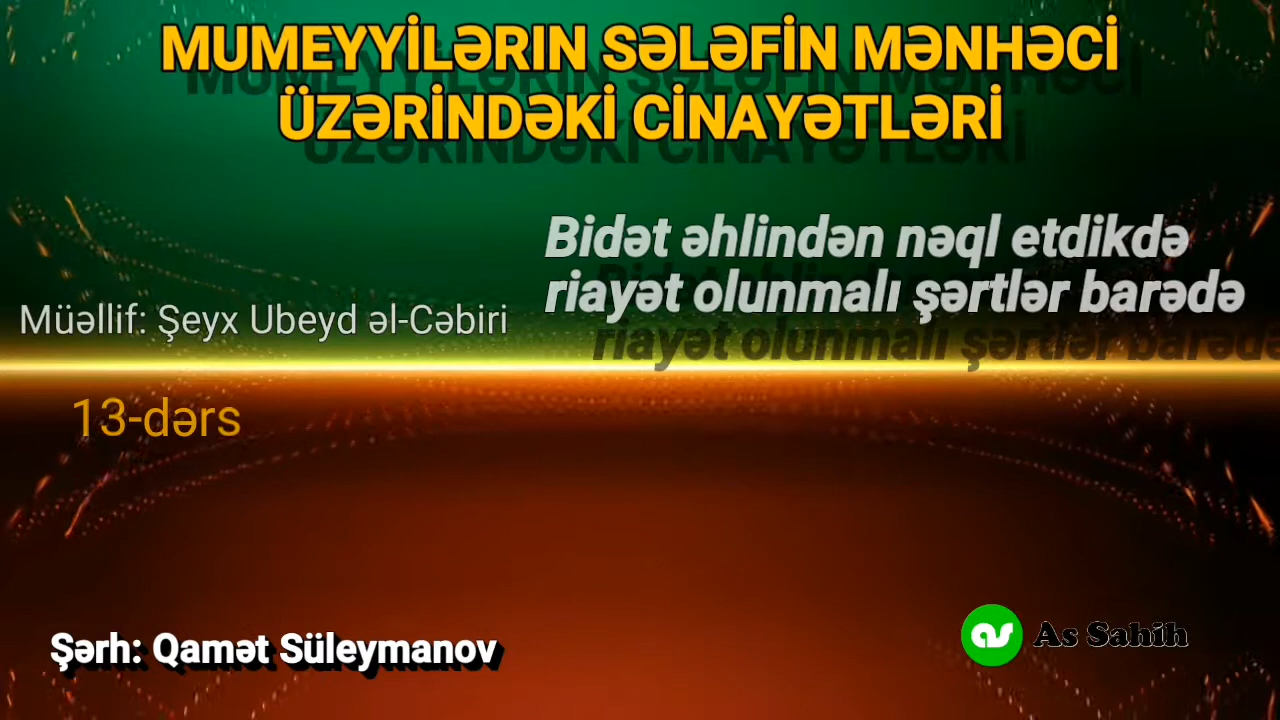 MUMEYYİLƏRIN SƏLƏFİN MƏNHƏCİ
ÜZƏRİNDƏKİ CİNAYƏTLƏRİ
Bidət əhlindən nəql etdikdə
riayət olunmalı şərtlər barədə
Müəllif: Şeyx Ubeyd əl-Cəbiri
13-dərs
Şərh: Qamət Süleymanov
As Sahih